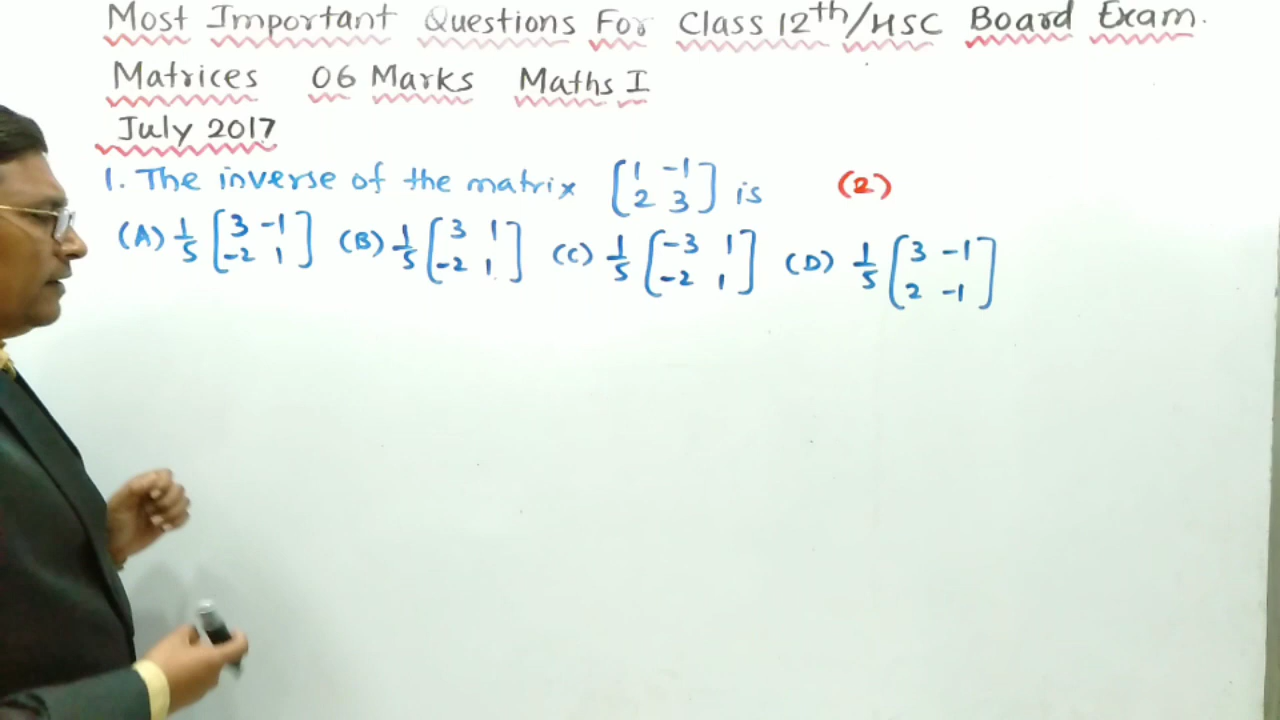 Most Important Questions For Class 12th/HSC Board Exam.
Matrices 06 Marks Maths I
July 2017
1. The inverse of the matrix [1 -1; 2 3] is (2)
(A) 1/5 [3 -1; -2 1] (B) 1/5 [3 1; -2 1] (C) 1/5 [-3 1; -2 1] (D) 1/5 [3 -1; 2 -1]